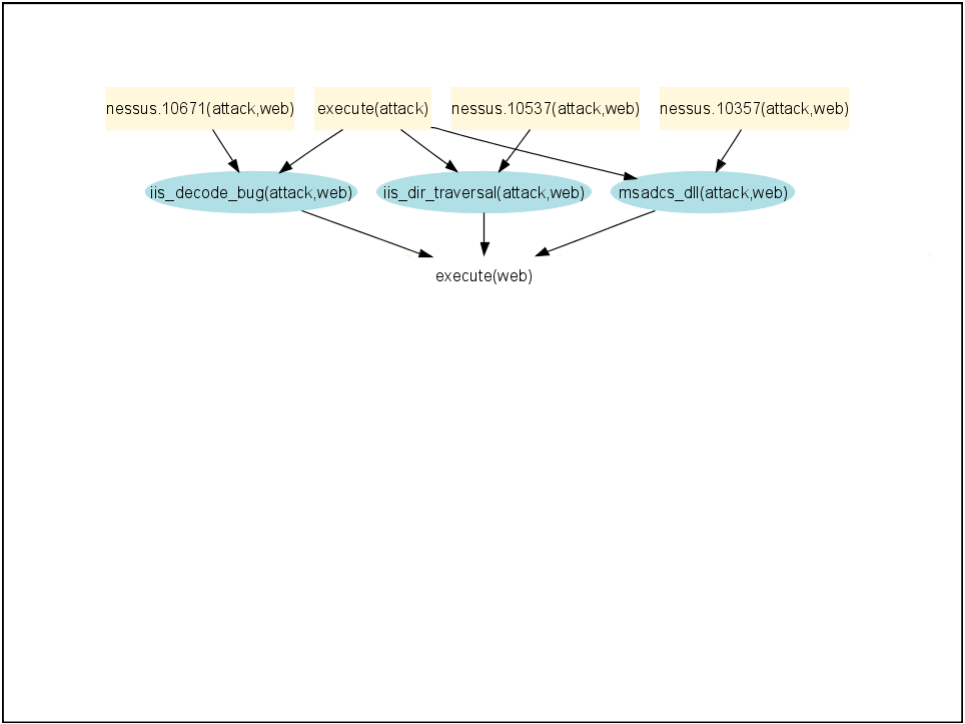 nessus.10671(attack,web)
execute(attack)
nessus.10537(attack,web)
nessus.10357(attack,web)
iis_decode_bug(attack,web)
iis_dir_traversal(attack,web)
msadcs_dll(attack,web)
execute(web)